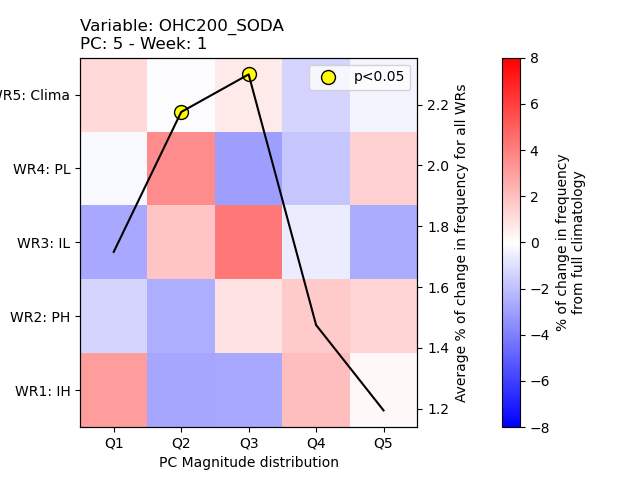 Variable: OHC200_SODA
PC: 5 - Week: 1
p<0.05
WR5: Clima
WR4: PL
WR3: IL
WR2: PH
WR1: IH
Q1 Q2 Q3 Q4 Q5
PC Magnitude distribution
2.2
2.0
1.8
1.6
1.4
1.2
Average % of change in frequency for all WRs
8
6
4
2
0
−2
−4
−6
−8
% of change in frequency
from full climatology